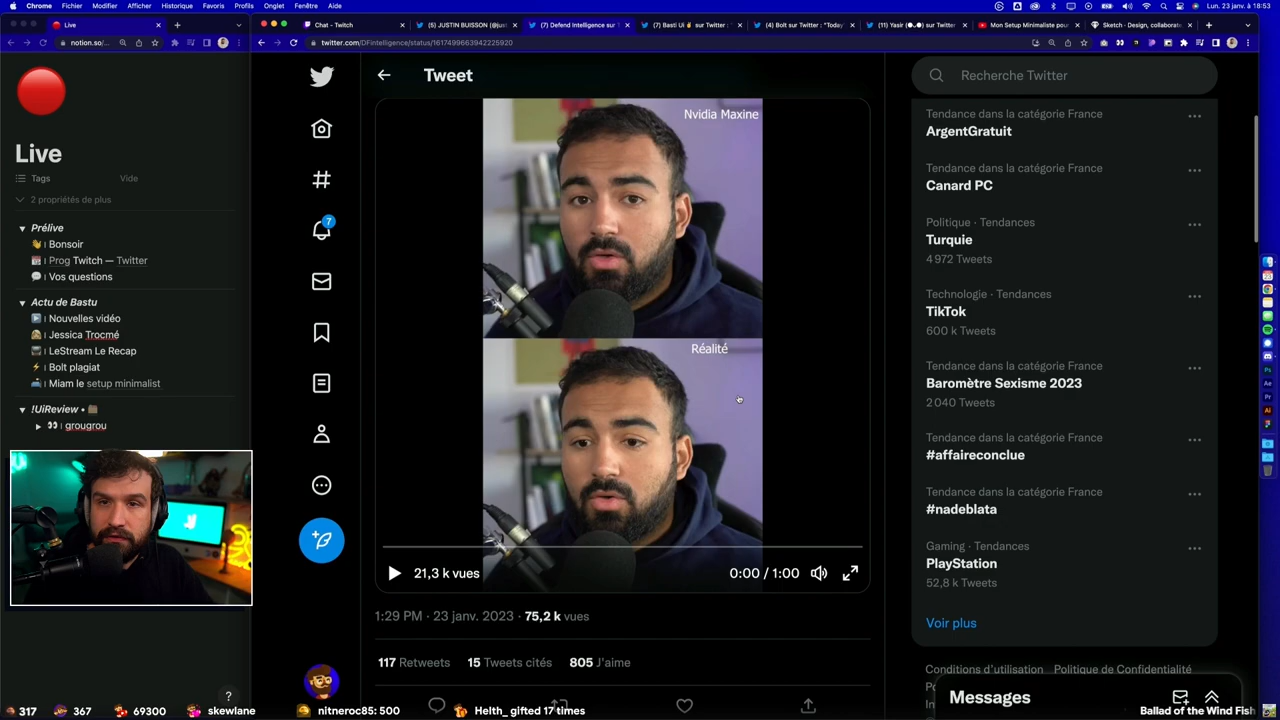 Chrome Fichier Modifier Afficher Historique Favoris Profils Onglet Fenêtre Aide
Lun. 23 janv. à 18:53
Live
Chat - Twitch
(5) JUSTIN BUISSON (@jus
(7) Defend Intelligence sur T
(7) Basti Ui
sur Twitter : "
(4) Bolt sur Twitter : "Today
(11) Yasir
sur Twitter
Mon Setup Minimaliste pou
Sketch - Design, collaborat
notion.so/
twitter.com/DFintelligence/status/1617499663942225920
Live
Tags
Vide
2 propriétés de plus
Prélive
Bonsoir
Prog Twitch — Twitter
Vos questions
Actu de Bastu
Nouvelles vidéo
Jessica Trocmé
LeStream Le Recap
Bolt plagiat
Miam le setup minimalist
!UiReview •
grougrou
7
Tweet
Nvidia Maxine
Réalité
21,3 k vues
0:00 / 1:00
1:29 PM · 23 janv. 2023 · 75,2 k vues
117 Retweets 15 Tweets cités 805 J'aime
Recherche Twitter
Tendance dans la catégorie France
ArgentGratuit
Tendance dans la catégorie France
Canard PC
Politique · Tendances
Turquie
4 972 Tweets
Technologie · Tendances
TikTok
600 k Tweets
Tendance dans la catégorie France
Baromètre Sexisme 2023
2 040 Tweets
Tendance dans la catégorie France
#affaireconclue
Tendance dans la catégorie France
#nadeblata
Gaming · Tendances
PlayStation
52,8 k Tweets
Voir plus
Conditions d'utilisation Politique de Confidentialité
Messages
?
317
367
69300
skewlane
nitneroc85: 500
Helth_ gifted 17 times
Ballad of the Wind Fish